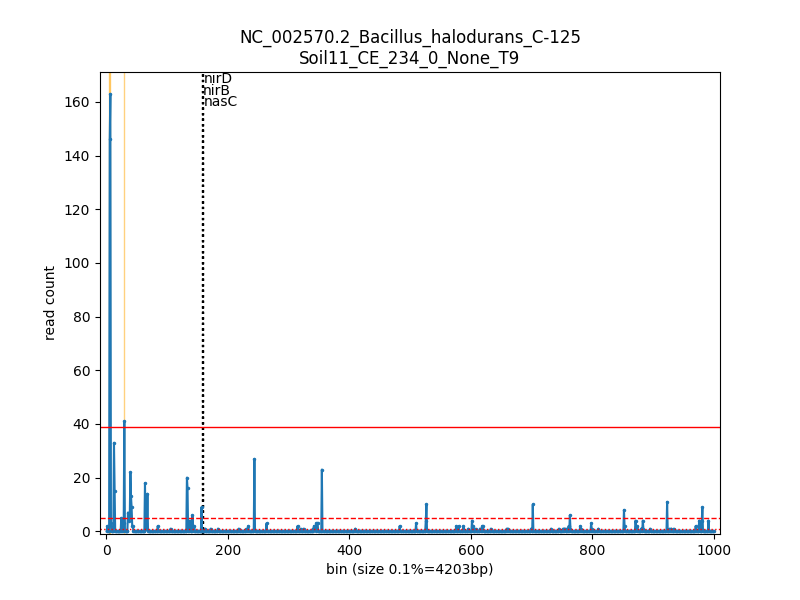 NC_002570.2_Bacillus_halodurans_C-125
Soil11_CE_234_0_None_T9
nirD
nirB
nasC
160
140
120
100
80
60
40
20
0
read count
0 200 400 600 800 1000
bin (size 0.1%=4203bp)